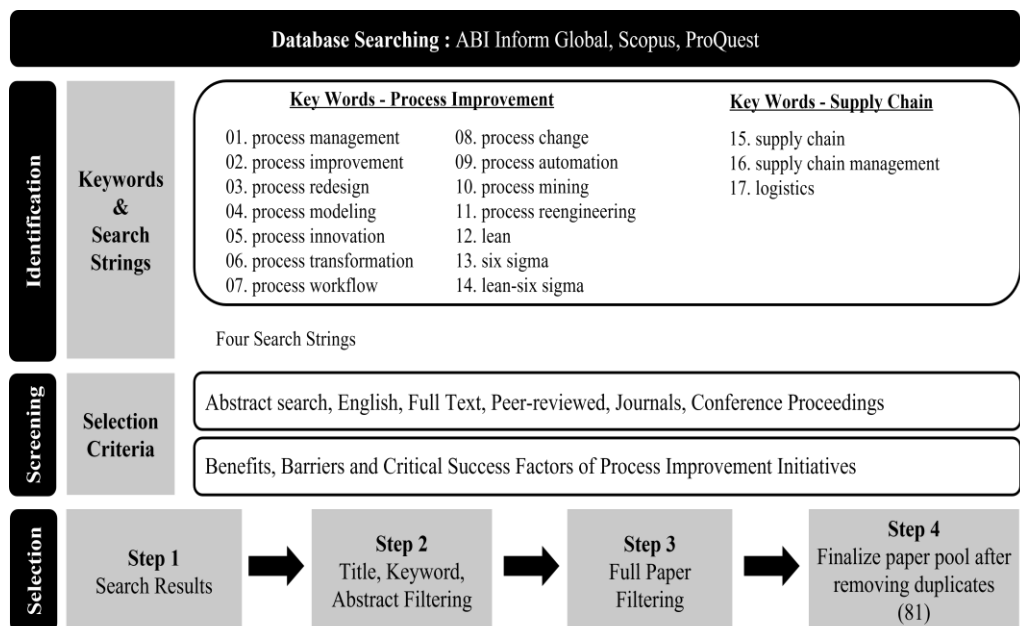 Database Searching : ABI Inform Global, Scopus, ProQuest
Identification
Keywords
&
Search
Strings
Key Words - Process Improvement
01. process management
02. process improvement
03. process redesign
04. process modeling
05. process innovation
06. process transformation
07. process workflow
08. process change
09. process automation
10. process mining
11. process reengineering
12. lean
13. six sigma
14. lean-six sigma
Key Words - Supply Chain
15. supply chain
16. supply chain management
17. logistics
Four Search Strings
Screening
Selection
Criteria
Abstract search, English, Full Text, Peer-reviewed, Journals, Conference Proceedings
Benefits, Barriers and Critical Success Factors of Process Improvement Initiatives
Selection
Step 1
Search Results
Step 2
Title, Keyword,
Abstract Filtering
Step 3
Full Paper
Filtering
Step 4
Finalize paper pool after
removing duplicates
(81)